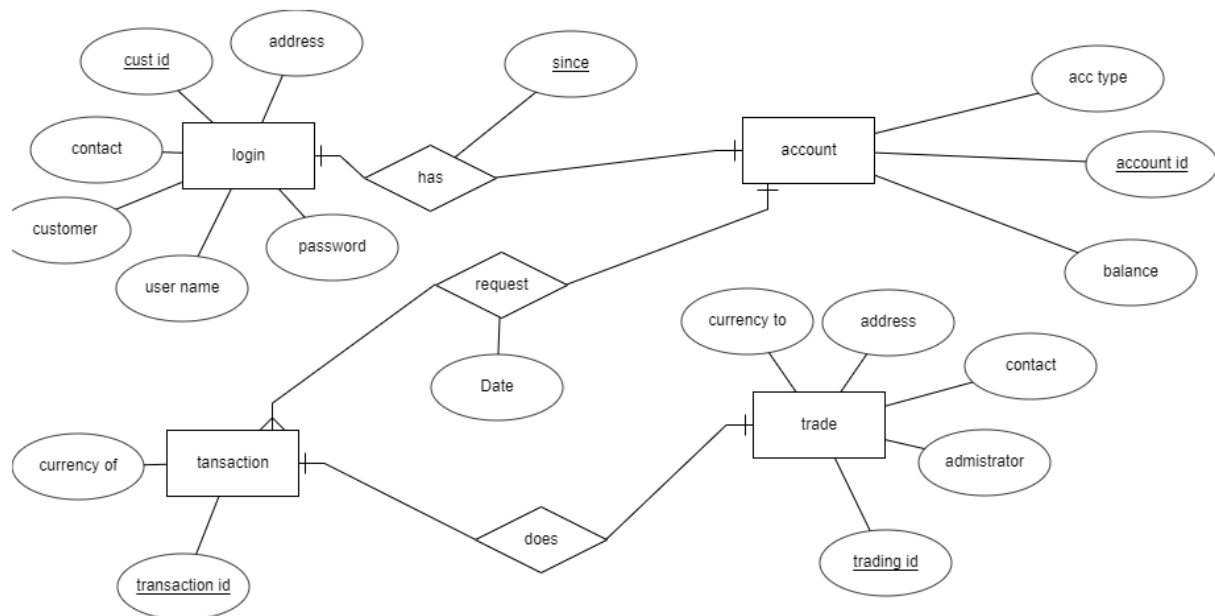 address
cust id
since
acc type
contact
login
account
has
account id
customer
password
user name
request
balance
currency to
address
contact
Date
trade
currency of
tansaction
admistrator
does
trading id
transaction id